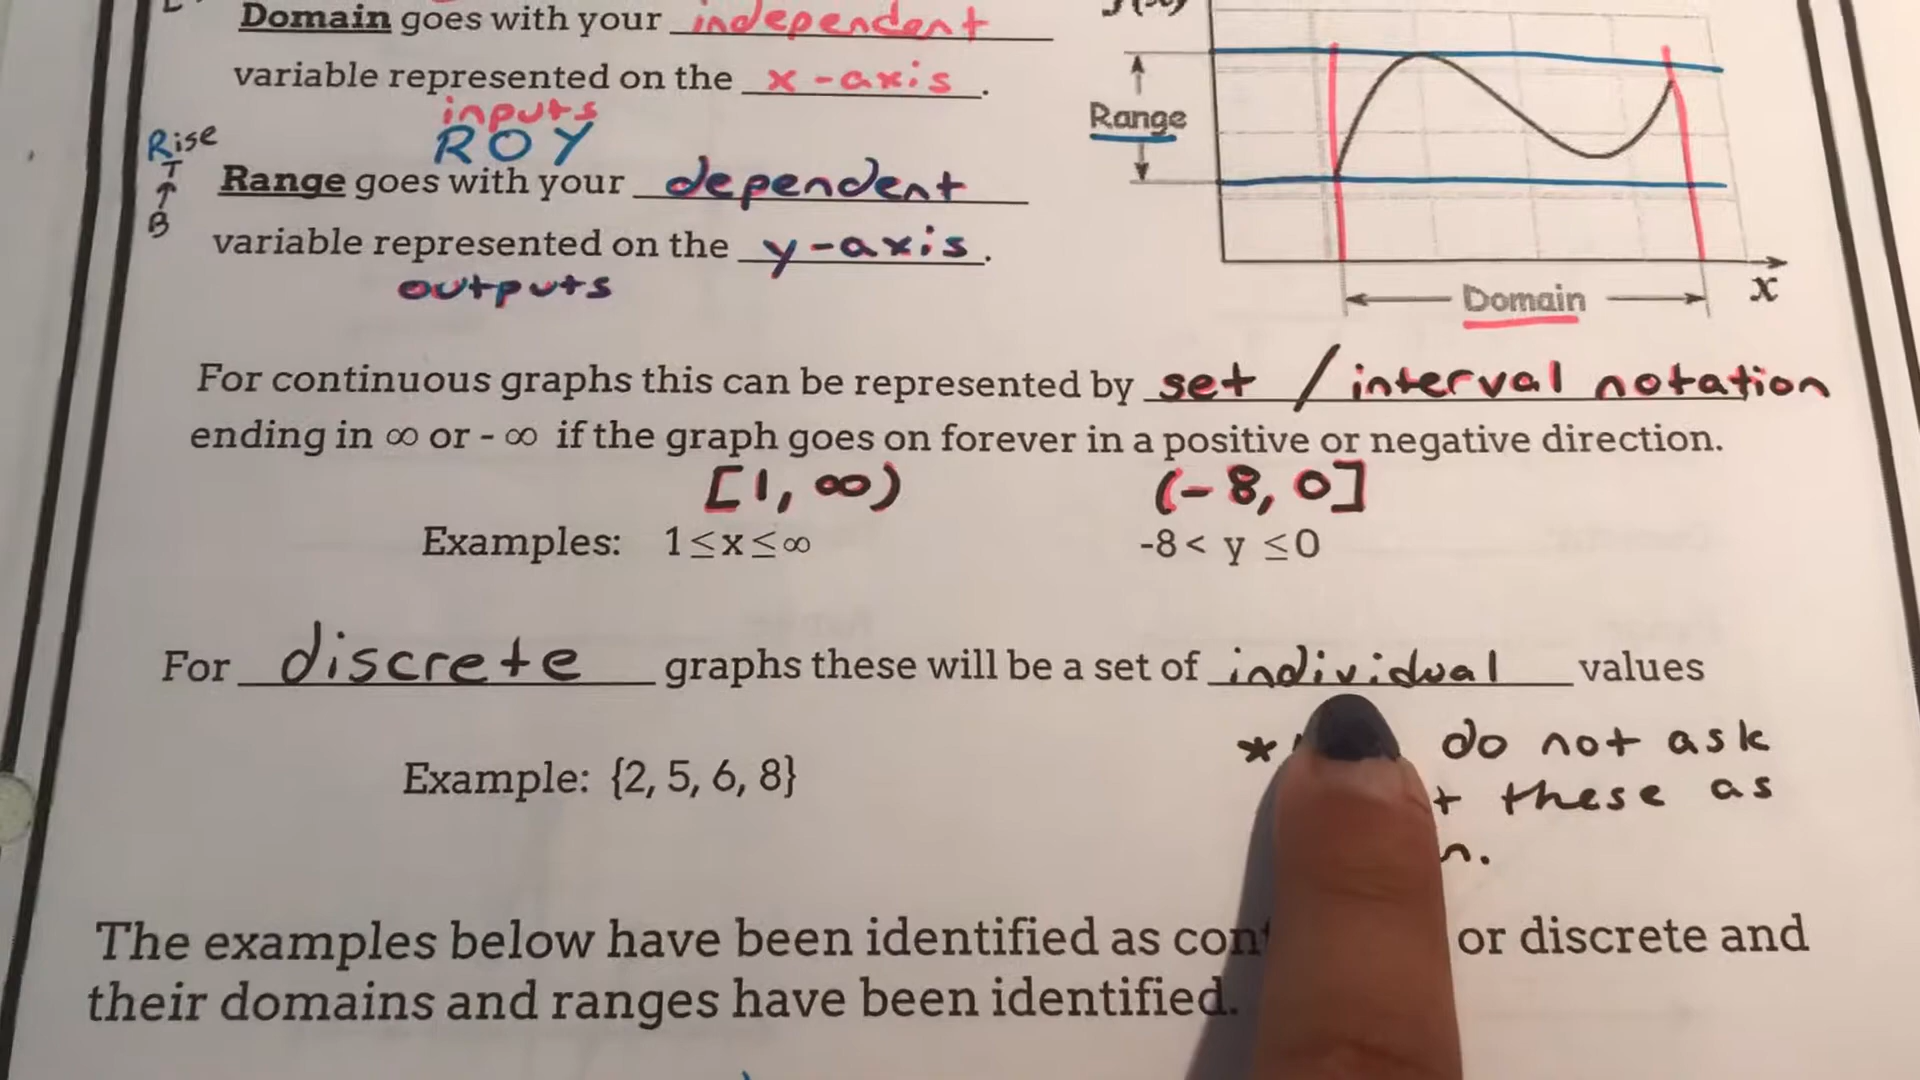 Domain goes with your independent
variable represented on the x-axis.
inputs
ROY
Rise
T
B
Range goes with your dependent
variable represented on the y-axis.
outputs
Range
Domain
x
For continuous graphs this can be represented by set / interval notation
ending in ∞ or - ∞ if the graph goes on forever in a positive or negative direction.
[1, ∞) (-8, 0]
Examples: 1≤x≤∞ -8< y ≤0
For discrete graphs these will be a set of individual values
* do not ask
these as
Example: {2, 5, 6, 8}
The examples below have been identified as or discrete and
their domains and ranges have been identified.